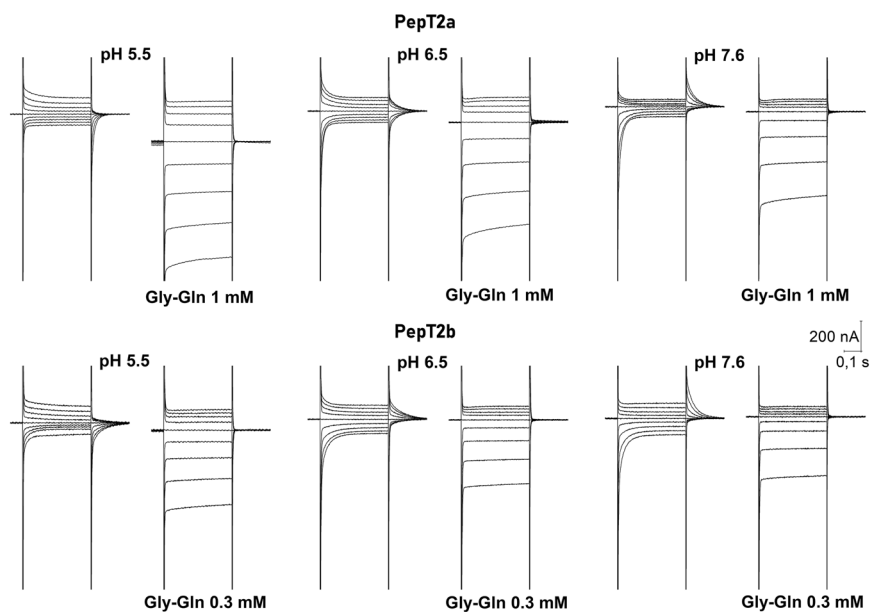 PepT2a
pH 5.5
pH 6.5
pH 7.6
Gly-Gln 1 mM
Gly-Gln 1 mM
Gly-Gln 1 mM
PepT2b
200 nA
0,1 s
pH 5.5
pH 6.5
pH 7.6
Gly-Gln 0.3 mM
Gly-Gln 0.3 mM
Gly-Gln 0.3 mM